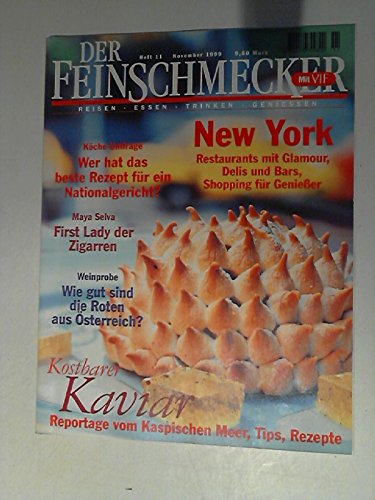 DER
Heft 11 November 1999 9,80 Mark
FEINSCHMECKER
Mit VIF
REISEN · ESSEN · TRINKEN · GENIESSEN
Köche-Umfrage
Wer hat das
beste Rezept für ein
Nationalgericht?
New York
Restaurants mit Glamour,
Delis und Bars,
Shopping für Genießer
Maya Selva
First Lady der
Zigarren
Weinprobe
Wie gut sind
die Roten
aus Österreich?
Kostbarer
Kaviar
Reportage vom Kaspischen Meer, Tips, Rezepte